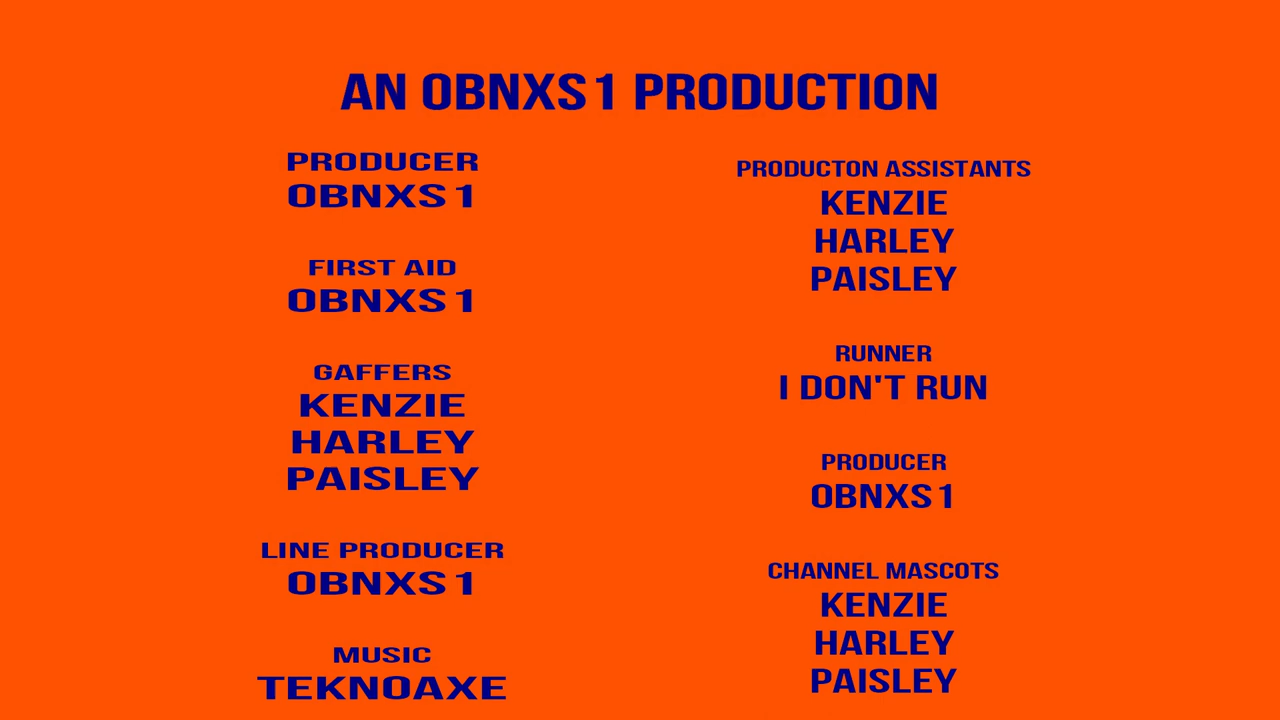 AN OBNXS1 PRODUCTION
PRODUCER
OBNXS1
FIRST AID
OBNXS1
GAFFERS
KENZIE
HARLEY
PAISLEY
LINE PRODUCER
OBNXS1
MUSIC
TEKNOAXE
PRODUCTON ASSISTANTS
KENZIE
HARLEY
PAISLEY
RUNNER
I DON'T RUN
PRODUCER
OBNXS1
CHANNEL MASCOTS
KENZIE
HARLEY
PAISLEY